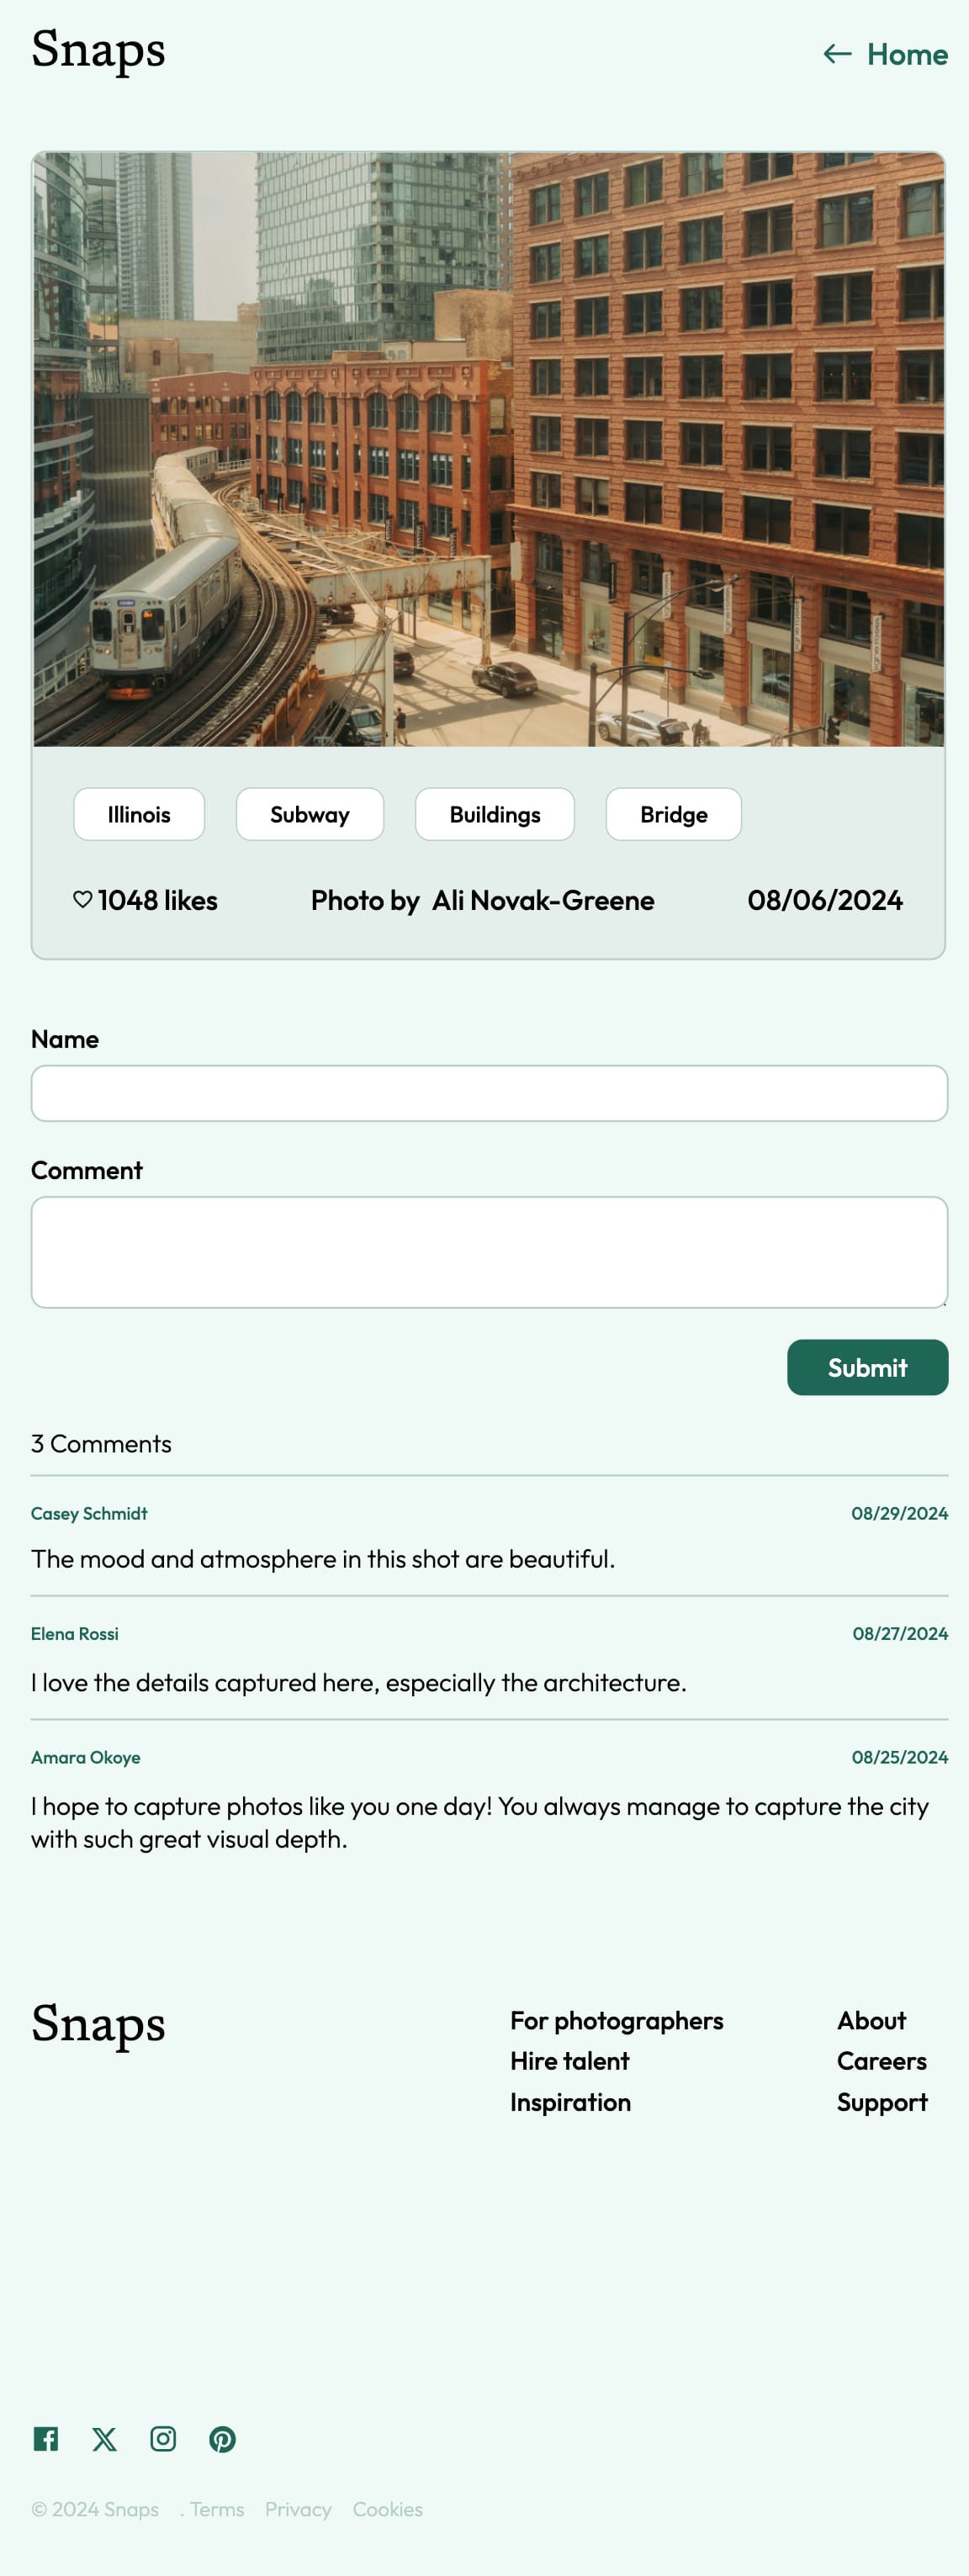 Snaps
Home
Illinois
Subway
Buildings
Bridge
1048 likes
Photo by Ali Novak-Greene
08/06/2024
Name
Comment
Submit
3 Comments
Casey Schmidt
08/29/2024
The mood and atmosphere in this shot are beautiful.
Elena Rossi
08/27/2024
I love the details captured here, especially the architecture.
Amara Okoye
08/25/2024
I hope to capture photos like you one day! You always manage to capture the city
with such great visual depth.
Snaps
For photographers
Hire talent
Inspiration
About
Careers
Support
© 2024 Snaps . Terms Privacy Cookies